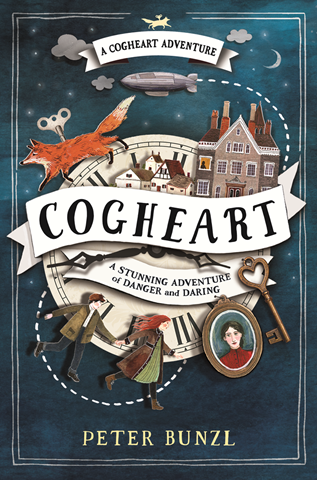 A COGHEART ADVENTURE
COGHEART
A STUNNING ADVENTURE
of DANGER and DARING
PETER BUNZL